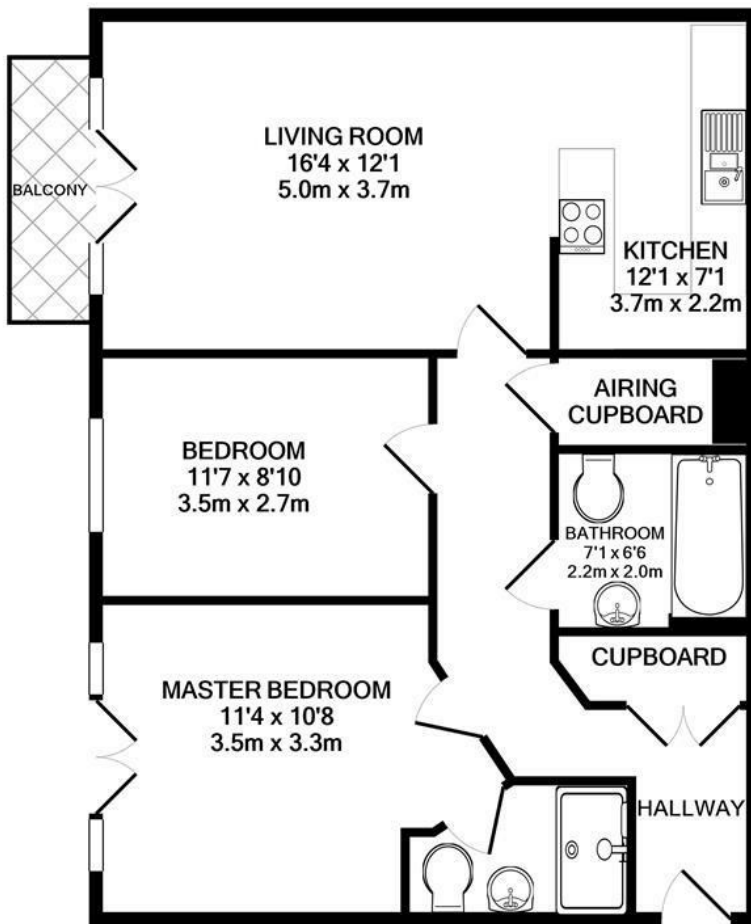 LIVING ROOM
16'4 x 12'1
5.0m x 3.7m
BALCONY
KITCHEN
12'1 x 7'1
3.7m x 2.2m
AIRING
CUPBOARD
BEDROOM
11'7 x 8'10
3.5m x 2.7m
BATHROOM
7'1 x 6'6
2.2m x 2.0m
CUPBOARD
MASTER BEDROOM
11'4 x 10'8
3.5m x 3.3m
HALLWAY